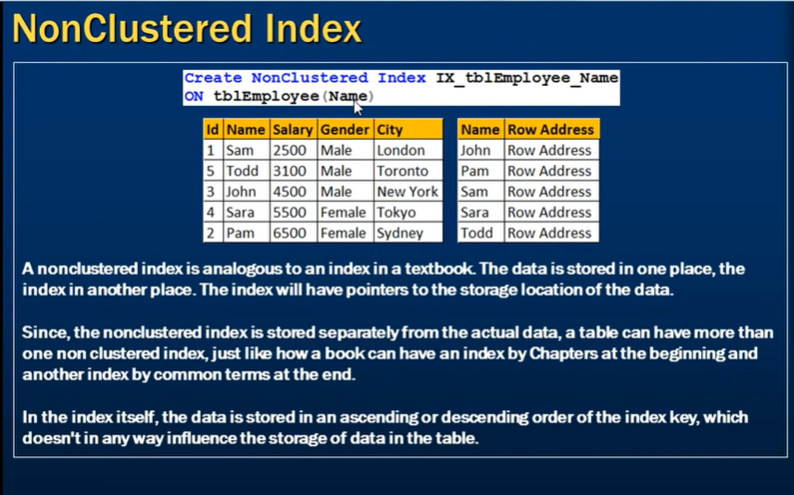 NonClustered Index
Create NonClustered Index IX_tblEmployee_Name
ON tblEmployee(Name)
Id Name Salary Gender City
1 Sam 2500 Male London
5 Todd 3100 Male Toronto
3 John 4500 Male New York
4 Sara 5500 Female Tokyo
2 Pam 6500 Female Sydney
Name Row Address
John Row Address
Pam Row Address
Sam Row Address
Sara Row Address
Todd Row Address
A nonclustered index is analogous to an index in a textbook. The data is stored in one place, the
index in another place. The index will have pointers to the storage location of the data.
Since, the nonclustered index is stored separately from the actual data, a table can have more than
one non clustered index, just like how a book can have an index by Chapters at the beginning and
another index by common terms at the end.
In the index itself, the data is stored in an ascending or descending order of the index key, which
doesn't in any way influence the storage of data in the table.